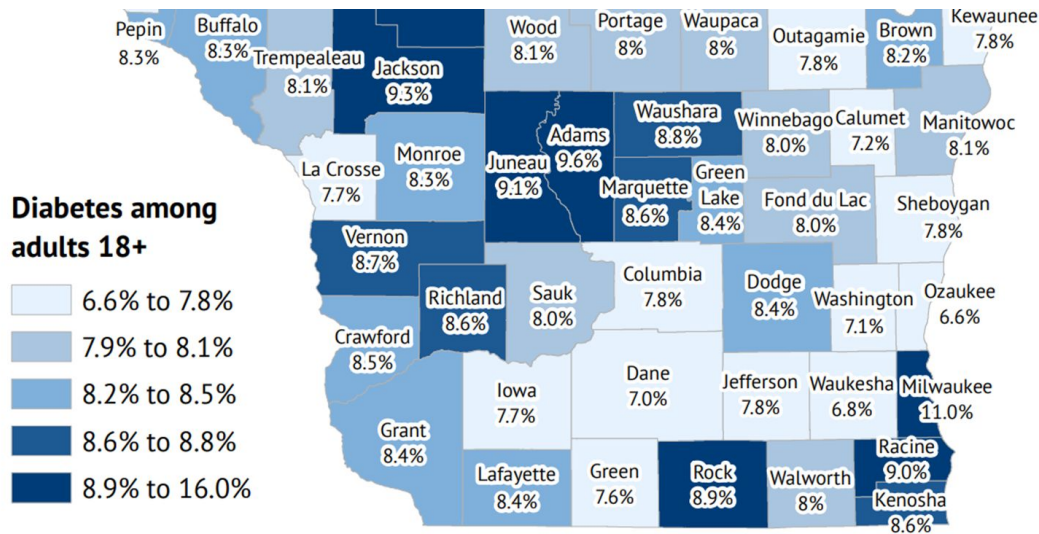 Pepin
8.3%
Buffalo
8.3%
Trempealeau
8.1%
Jackson
9.3%
Wood
8.1%
Portage
8%
Waupaca
8%
Outagamie
7.8%
Brown
8.2%
Kewaunee
7.8%
La Crosse
7.7%
Monroe
8.3%
Juneau
9.1%
Adams
9.6%
Waushara
8.8%
Marquette
8.6%
Green
Lake
8.4%
Winnebago
8.0%
Calumet
7.2%
Manitowoc
8.1%
Fond du Lac
8.0%
Sheboygan
7.8%
Diabetes among
adults 18+
6.6% to 7.8%
7.9% to 8.1%
8.2% to 8.5%
8.6% to 8.8%
8.9% to 16.0%
Vernon
8.7%
Richland
8.6%
Sauk
8.0%
Columbia
7.8%
Dodge
8.4%
Washington
7.1%
Ozaukee
6.6%
Crawford
8.5%
Grant
8.4%
Iowa
7.7%
Dane
7.0%
Jefferson
7.8%
Waukesha
6.8%
Milwaukee
11.0%
Lafayette
8.4%
Green
7.6%
Rock
8.9%
Walworth
8%
Racine
9.0%
Kenosha
8.6%